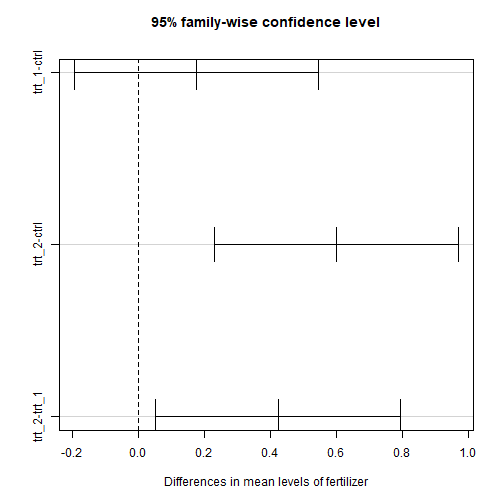 95% family-wise confidence level
trt_1-ctrl
trt_2-ctrl
trt_2-trt_1
-0.2 0.0 0.2 0.4 0.6 0.8 1.0
Differences in mean levels of fertilizer